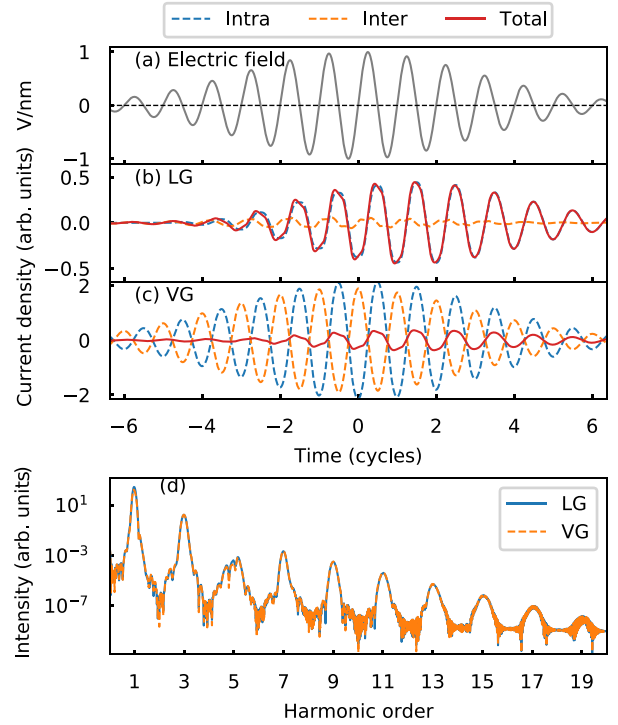 Intra Inter Total
(a) Electric field
V/nm
1
0
−1
(b) LG
Current density (arb. units)
0.5
0.0
−0.5
(c) VG
2
0
−2
−6 −4 −2 0 2 4 6
Time (cycles)
(d)
LG
VG
Intensity (arb. units)
10^1
10^−3
10^−7
1 3 5 7 9 11 13 15 17 19
Harmonic order